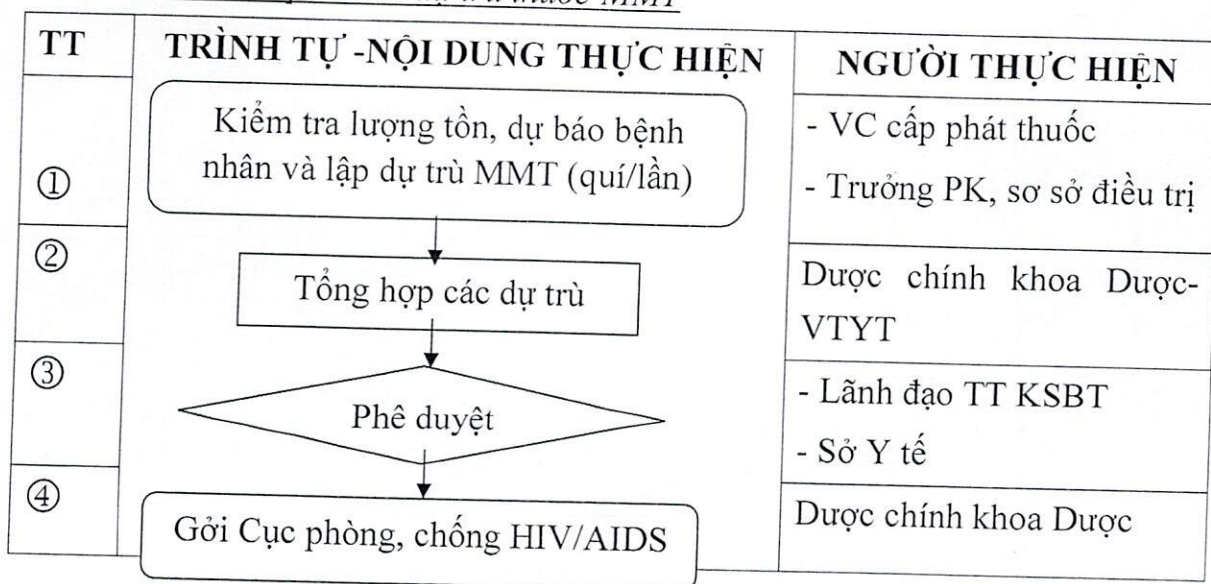 trù thuốc MMT
TT
TRÌNH TỰ -NỘI DUNG THỰC HIỆN
NGƯỜI THỰC HIỆN
①
Kiểm tra lượng tồn, dự báo bệnh
nhân và lập dự trù MMT (quí/lần)
- VC cấp phát thuốc
- Trưởng PK, sơ sở điều trị
②
Tổng hợp các dự trù
Dược chính khoa Dược-
VTYT
③
Phê duyệt
- Lãnh đạo TT KSBT
- Sở Y tế
④
Gởi Cục phòng, chống HIV/AIDS
Dược chính khoa Dược